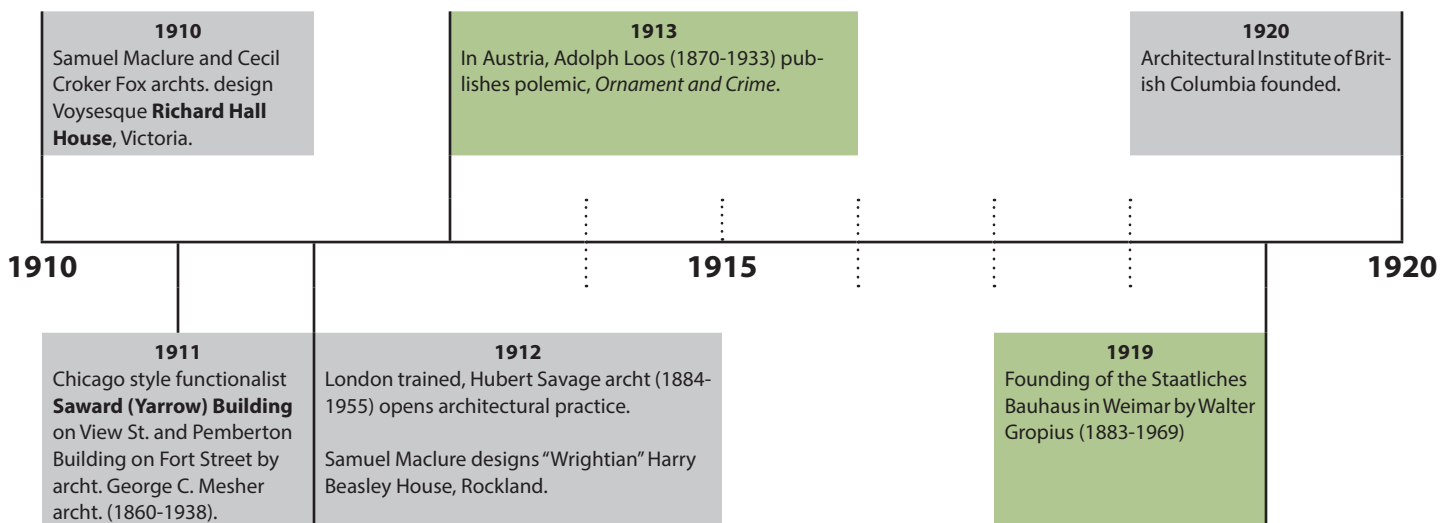 1910
Samuel Maclure and Cecil
Croker Fox archts. design
Voysesque Richard Hall
House, Victoria.
1913
In Austria, Adolph Loos (1870-1933) pub-
lishes polemic, Ornament and Crime.
1920
Architectural Institute of Brit-
ish Columbia founded.
1910
1915
1920
1911
Chicago style functionalist
Saward (Yarrow) Building
on View St. and Pemberton
Building on Fort Street by
archt. George C. Mesher
archt. (1860-1938).
1912
London trained, Hubert Savage archt (1884-
1955) opens architectural practice.
Samuel Maclure designs “Wrightian” Harry
Beasley House, Rockland.
1919
Founding of the Staatliches
Bauhaus in Weimar by Walter
Gropius (1883-1969)